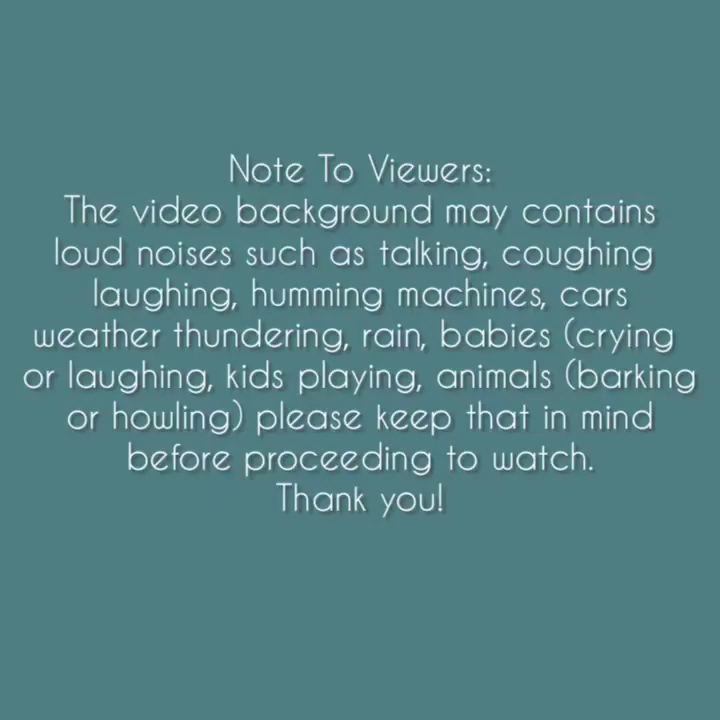 Note To Viewers:
The video background may contains
loud noises such as talking, coughing
laughing, humming machines, cars
weather thundering, rain, babies (crying
or laughing, kids playing, animals (barking
or howling) please keep that in mind
before proceeding to watch.
Thank you!